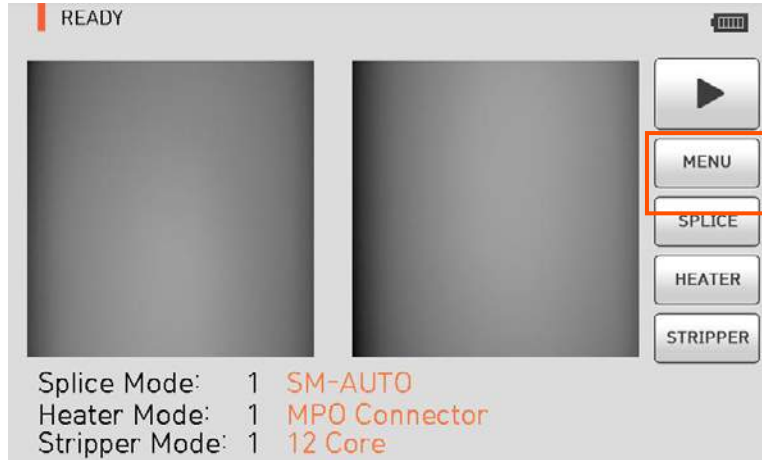 READY
MENU
SPLICE
HEATER
STRIPPER
Splice Mode: 1 SM-AUTO
Heater Mode: 1 MPO Connector
Stripper Mode: 1 12 Core